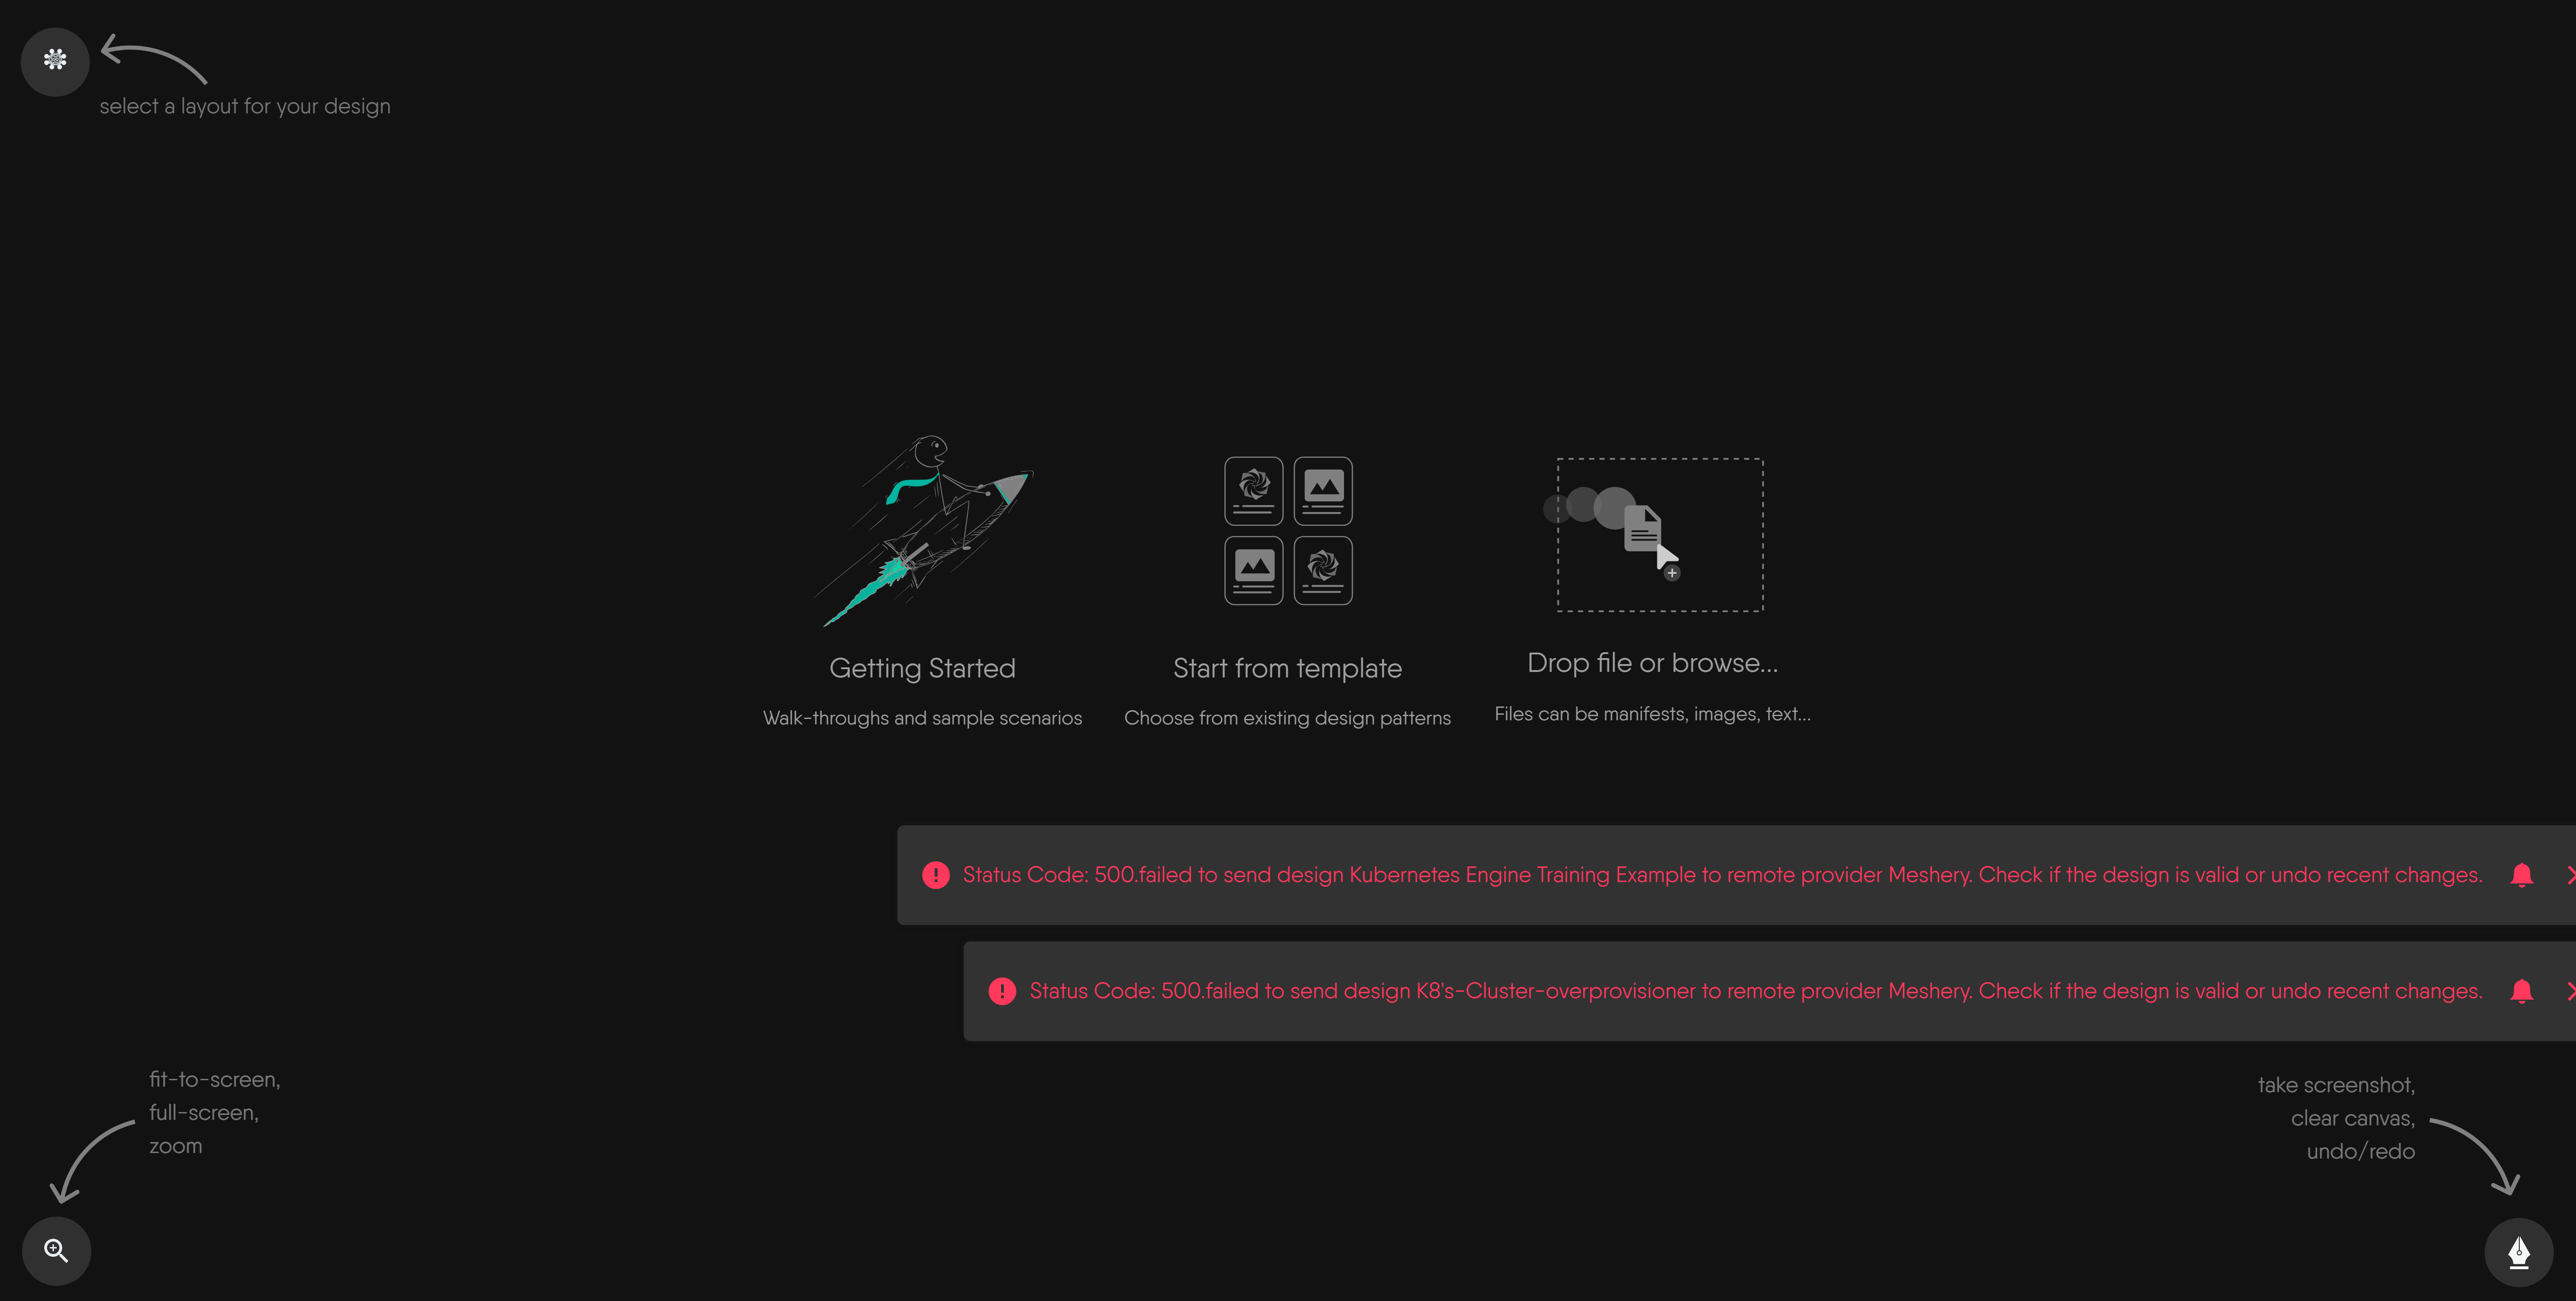 select a layout for your design
Getting Started
Walk-throughs and sample scenarios
Start from template
Choose from existing design patterns
Drop file or browse...
Files can be manifests, images, text...
Status Code: 500.failed to send design Kubernetes Engine Training Example to remote provider Meshery. Check if the design is valid or undo recent changes.
Status Code: 500.failed to send design K8's-Cluster-overprovisioner to remote provider Meshery. Check if the design is valid or undo recent changes.
fit-to-screen,
full-screen,
zoom
take screenshot,
clear canvas,
undo/redo